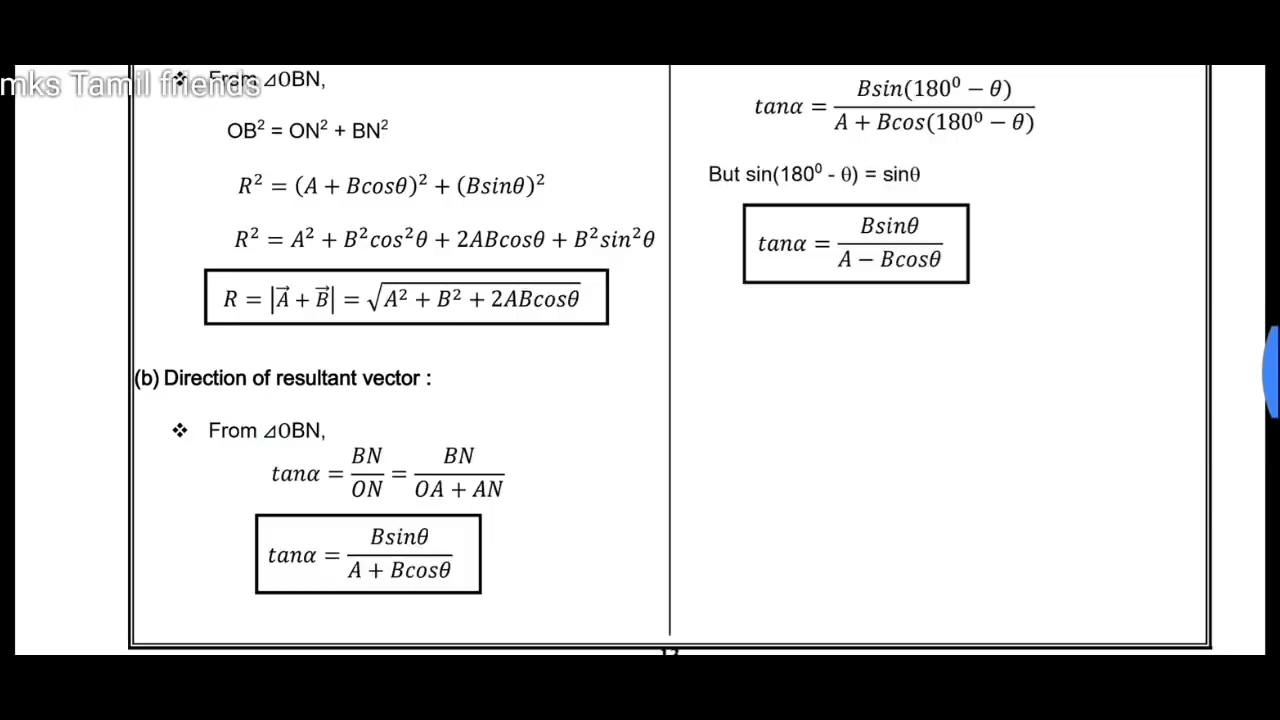 mks Tamil friends
❖ From ⊿OBN,
OB² = ON² + BN²
R² = (A + Bcosθ)² + (Bsinθ)²
R² = A² + B²cos²θ + 2ABcosθ + B²sin²θ
R = |A⃗ + B⃗| = √(A² + B² + 2ABcosθ)
(b) Direction of resultant vector :
❖ From ⊿OBN,
tanα = BN/ON = BN/(OA + AN)
tanα = Bsinθ/(A + Bcosθ)
tanα = Bsin(180⁰ − θ)/(A + Bcos(180⁰ − θ))
But sin(180⁰ - θ) = sinθ
tanα = Bsinθ/(A − Bcosθ)